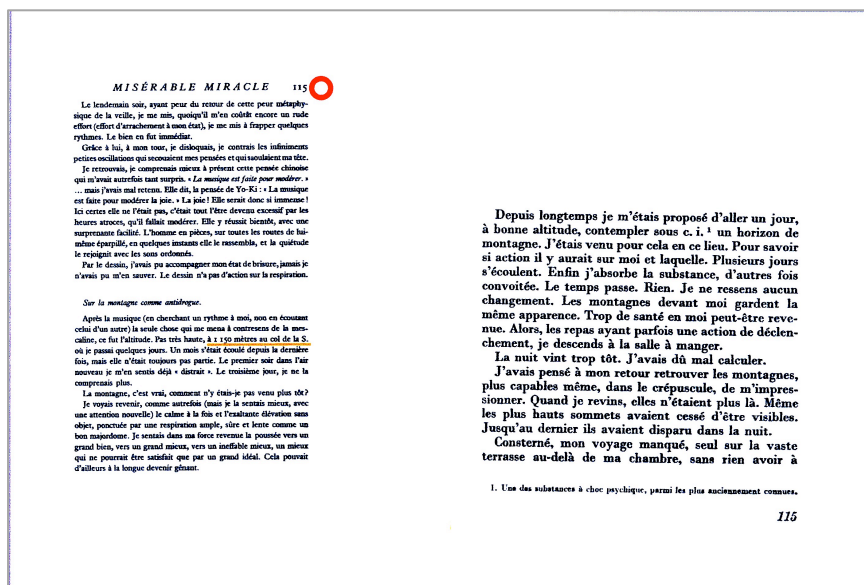 MISÉRABLE MIRACLE 115
Le lendemain soir, ayant peur du retour de cette peur métaphy-
sique de la veille, je me mis, quoiqu'il m'en coûtât encore un rude
effort (effort d'arrachement à mon état), je me mis à frapper quelques
rythmes. Le bien en fut immédiat.
Grâce à lui, à mon tour, je disloquais, je contrais les infiniments
petites oscillations qui secouaient mes pensées et qui saoulaient ma tête.
Je retrouvais, je comprenais mieux à présent cette pensée chinoise
qui m'avait autrefois tant surpris. « La musique est faite pour modérer. »
... mais j'avais mal retenu. Elle dit, la pensée de Yo-Ki : « La musique
est faite pour modérer la joie. » La joie ! Elle serait donc si immense !
Ici certes elle ne l'était pas, c'était tout l'être devenu excessif par les
heures atroces, qu'il fallait modérer. Elle y réussit bientôt, avec une
surprenante facilité. L'homme en pièces, sur toutes les routes de lui-
même éparpillé, en quelques instants elle le rassembla, et la quiétude
le rejoignit avec les sons ordonnés.
Par le dessin, j'avais pu accompagner mon état de brisure, jamais je
n'avais pu m'en sauver. Le dessin n'a pas d'action sur la respiration.
Sur la montagne comme antidrogue.
Après la musique (en cherchant un rythme à moi, non en écoutant
celui d'un autre) la seule chose qui me mena à contresens de la mes-
caline, ce fut l'altitude. Pas très haute, à 1 150 mètres au col de la S.
où je passai quelques jours. Un mois s'était écoulé depuis la dernière
fois, mais elle n'était toujours pas partie. Le premier soir dans l'air
nouveau je m'en sentis déjà « distrait ». Le troisième jour, je ne la
comprenais plus.
La montagne, c'est vrai, comment n'y étais-je pas venu plus tôt?
Je voyais revenir, comme autrefois (mais je la sentais mieux, avec
une attention nouvelle) le calme à la fois et l'exaltante élévation sans
objet, ponctuée par une respiration ample, sûre et lente comme un
bon majordome. Je sentais dans ma force revenue la poussée vers un
grand bien, vers un grand mieux, vers un ineffable mieux, un mieux
qui ne pourrait être satisfait que par un grand idéal. Cela pouvait
d'ailleurs à la longue devenir gênant.
Depuis longtemps je m'étais proposé d'aller un jour,
à bonne altitude, contempler sous c. i. ¹ un horizon de
montagne. J'étais venu pour cela en ce lieu. Pour savoir
si action il y aurait sur moi et laquelle. Plusieurs jours
s'écoulent. Enfin j'absorbe la substance, d'autres fois
convoitée. Le temps passe. Rien. Je ne ressens aucun
changement. Les montagnes devant moi gardent la
même apparence. Trop de santé en moi peut-être reve-
nue. Alors, les repas ayant parfois une action de déclen-
chement, je descends à la salle à manger.
La nuit vint trop tôt. J'avais dû mal calculer.
J'avais pensé à mon retour retrouver les montagnes,
plus capables même, dans le crépuscule, de m'impres-
sionner. Quand je revins, elles n'étaient plus là. Même
les plus hauts sommets avaient cessé d'être visibles.
Jusqu'au dernier ils avaient disparu dans la nuit.
Consterné, mon voyage manqué, seul sur la vaste
terrasse au-delà de ma chambre, sans rien avoir à
1. Une des substances à choc psychique, parmi les plus anciennement connues.
115